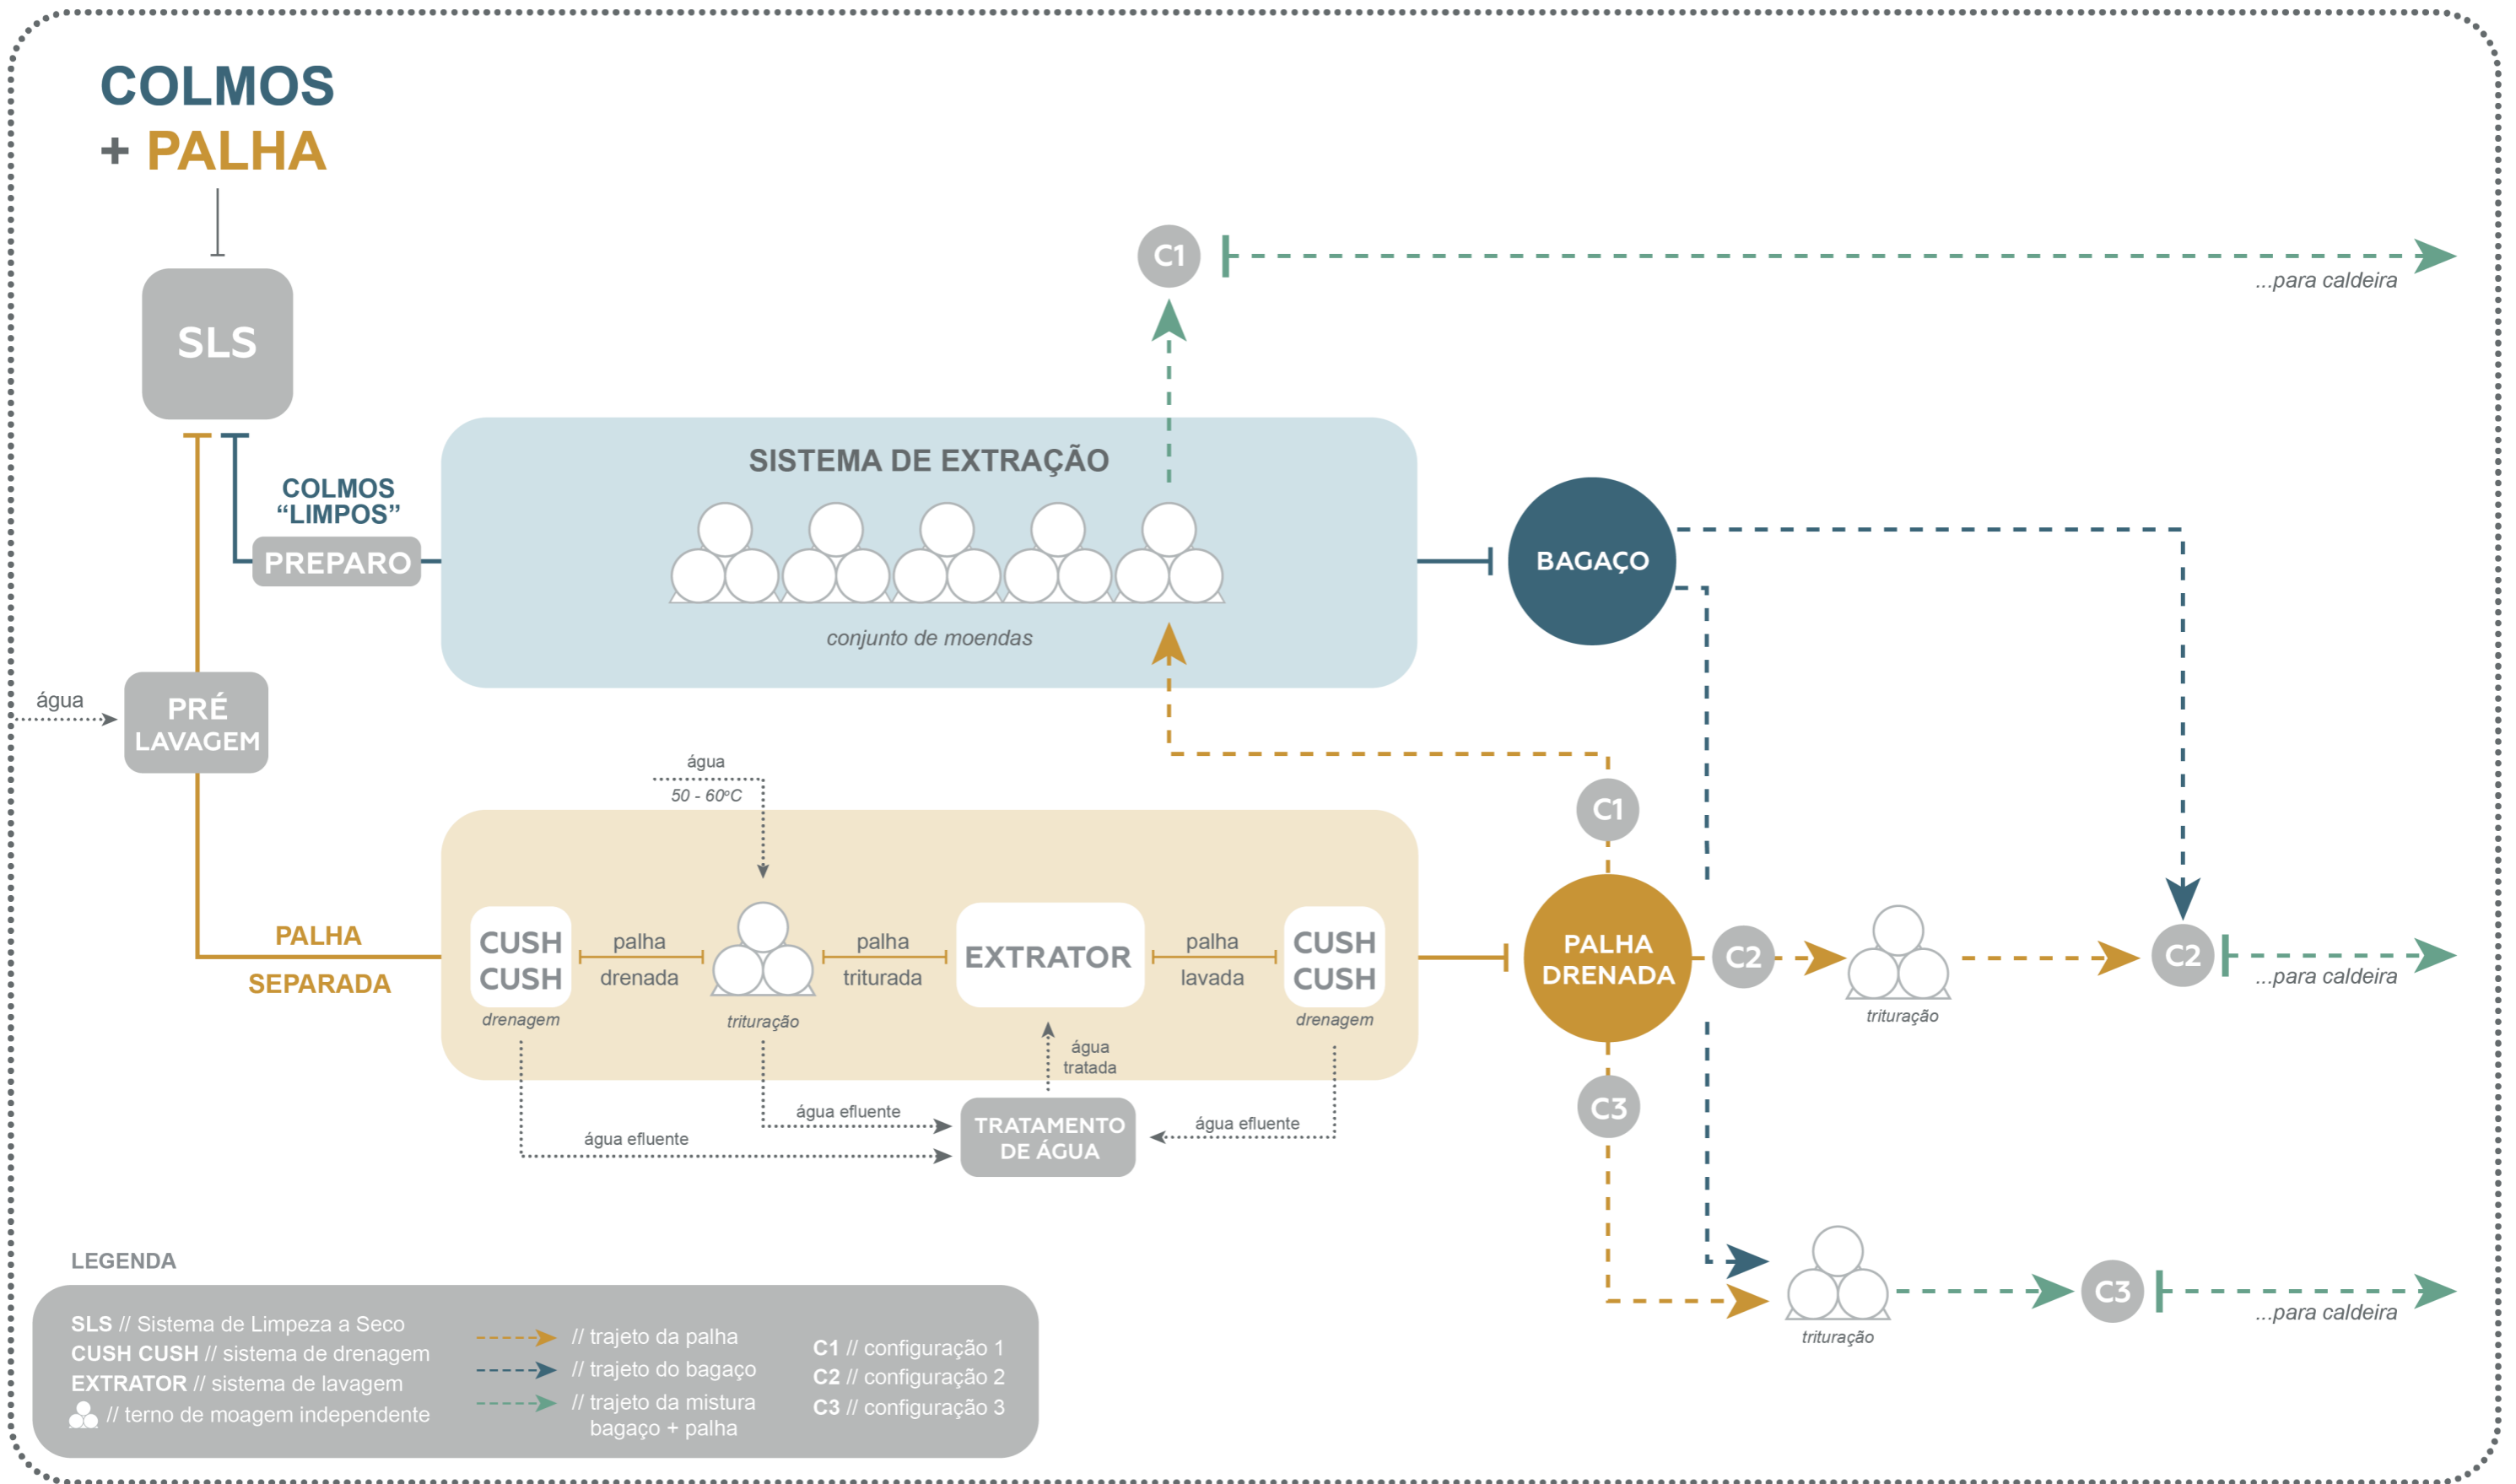 COLMOS
+ PALHA
SLS
COLMOS
“LIMPOS”
PREPARO
SISTEMA DE EXTRAÇÃO
conjunto de moendas
C1
...para caldeira
BAGAÇO
água
PRÉ
LAVAGEM
PALHA
SEPARADA
água
50 - 60ºC
CUSH
CUSH
drenagem
palha
drenada
trituração
palha
triturada
EXTRATOR
palha
lavada
CUSH
CUSH
drenagem
água
tratada
água efluente
água efluente
TRATAMENTO
DE ÁGUA
água efluente
C1
PALHA
DRENADA
C2
trituração
C2
...para caldeira
C3
trituração
C3
...para caldeira
LEGENDA
SLS // Sistema de Limpeza a Seco
CUSH CUSH // sistema de drenagem
EXTRATOR // sistema de lavagem
// terno de moagem independente
// trajeto da palha
// trajeto do bagaço
// trajeto da mistura
bagaço + palha
C1 // configuração 1
C2 // configuração 2
C3 // configuração 3